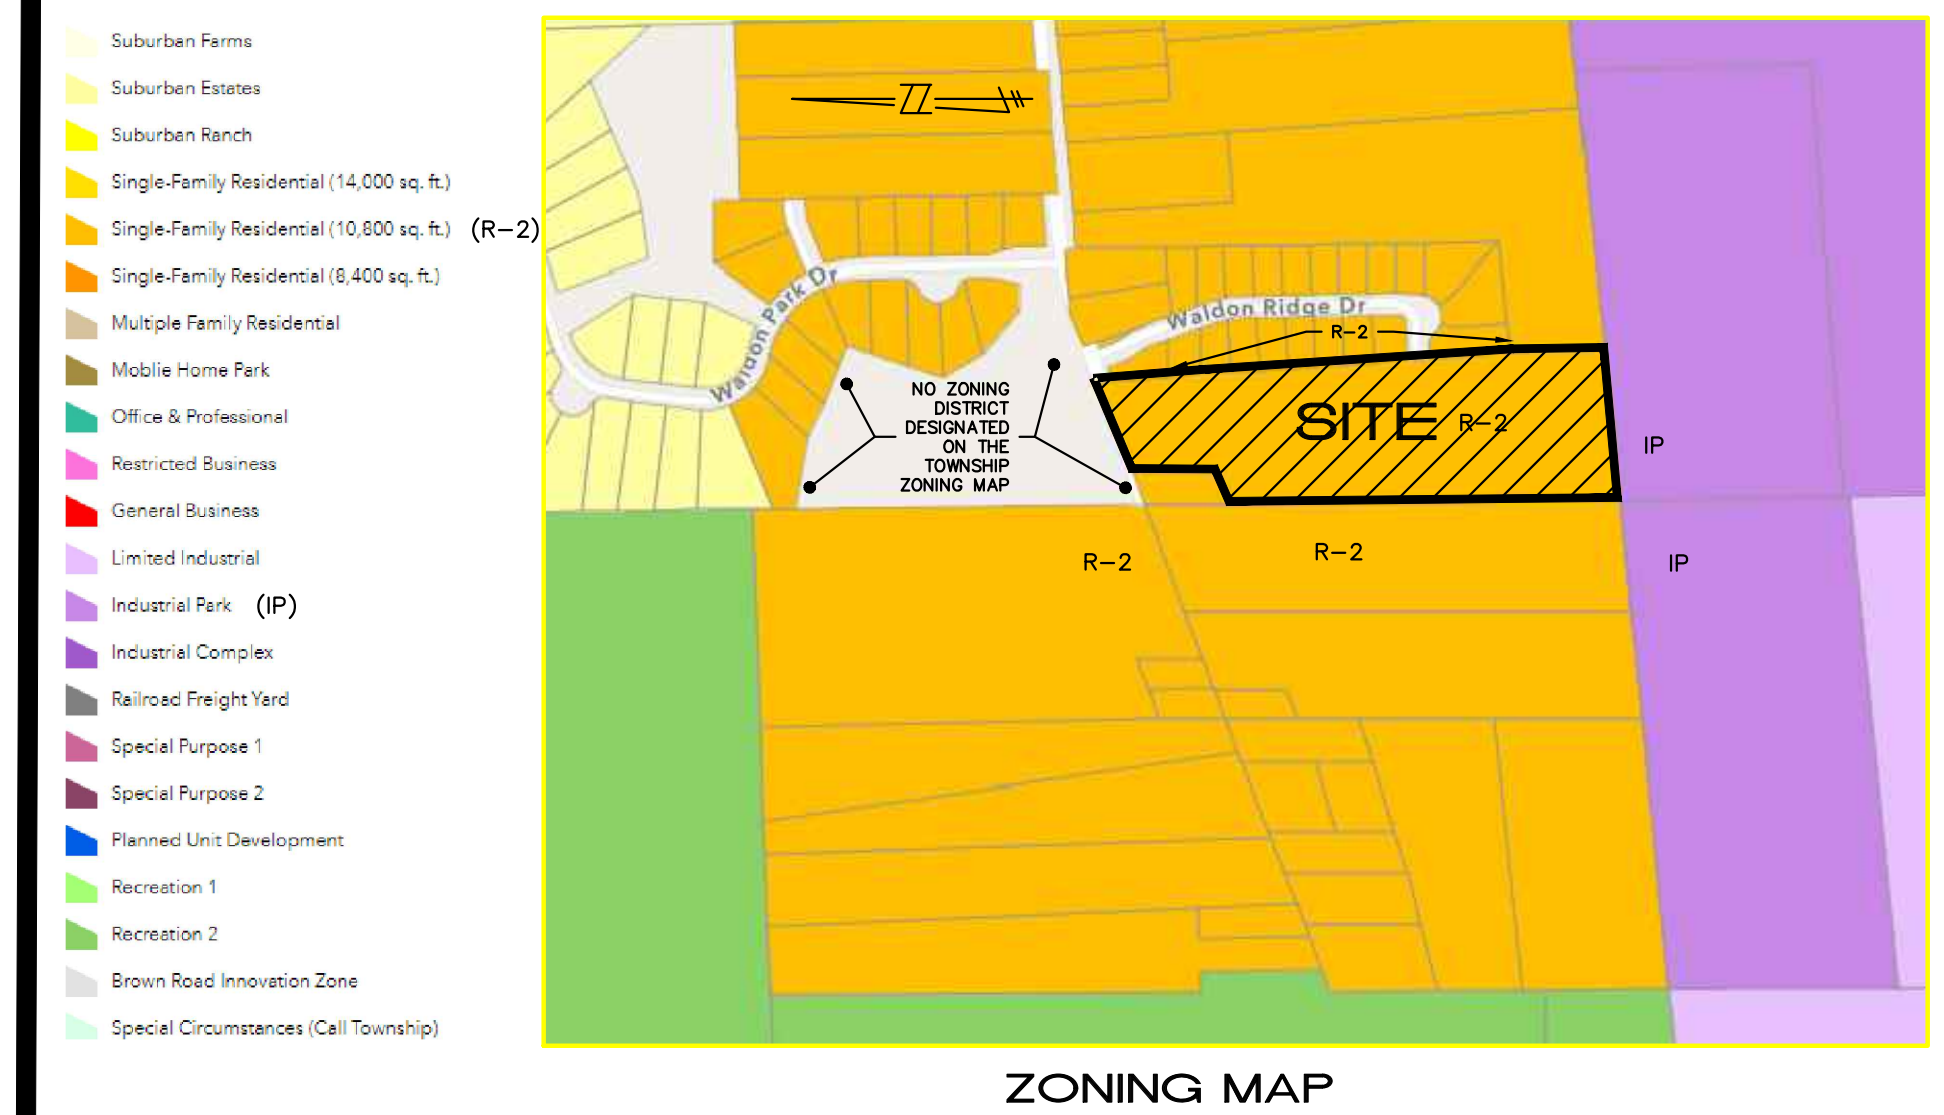 Suburban Farms
Suburban Estates
Suburban Ranch
Single-Family Residential (14,000 sq. ft.)
Single-Family Residential (10,800 sq. ft.) (R-2)
Single-Family Residential (8,400 sq. ft.)
Multiple Family Residential
Moblie Home Park
Office & Professional
Restricted Business
General Business
Limited Industrial
Industrial Park (IP)
Industrial Complex
Railroad Freight Yard
Special Purpose 1
Special Purpose 2
Planned Unit Development
Recreation 1
Recreation 2
Brown Road Innovation Zone
Special Circumstances (Call Township)
Z
Waldon Park Dr
Waldon Ridge Dr
R-2
NO ZONING
DISTRICT
DESIGNATED
ON THE
TOWNSHIP
ZONING MAP
SITE R-2
IP
R-2
R-2
IP
ZONING MAP